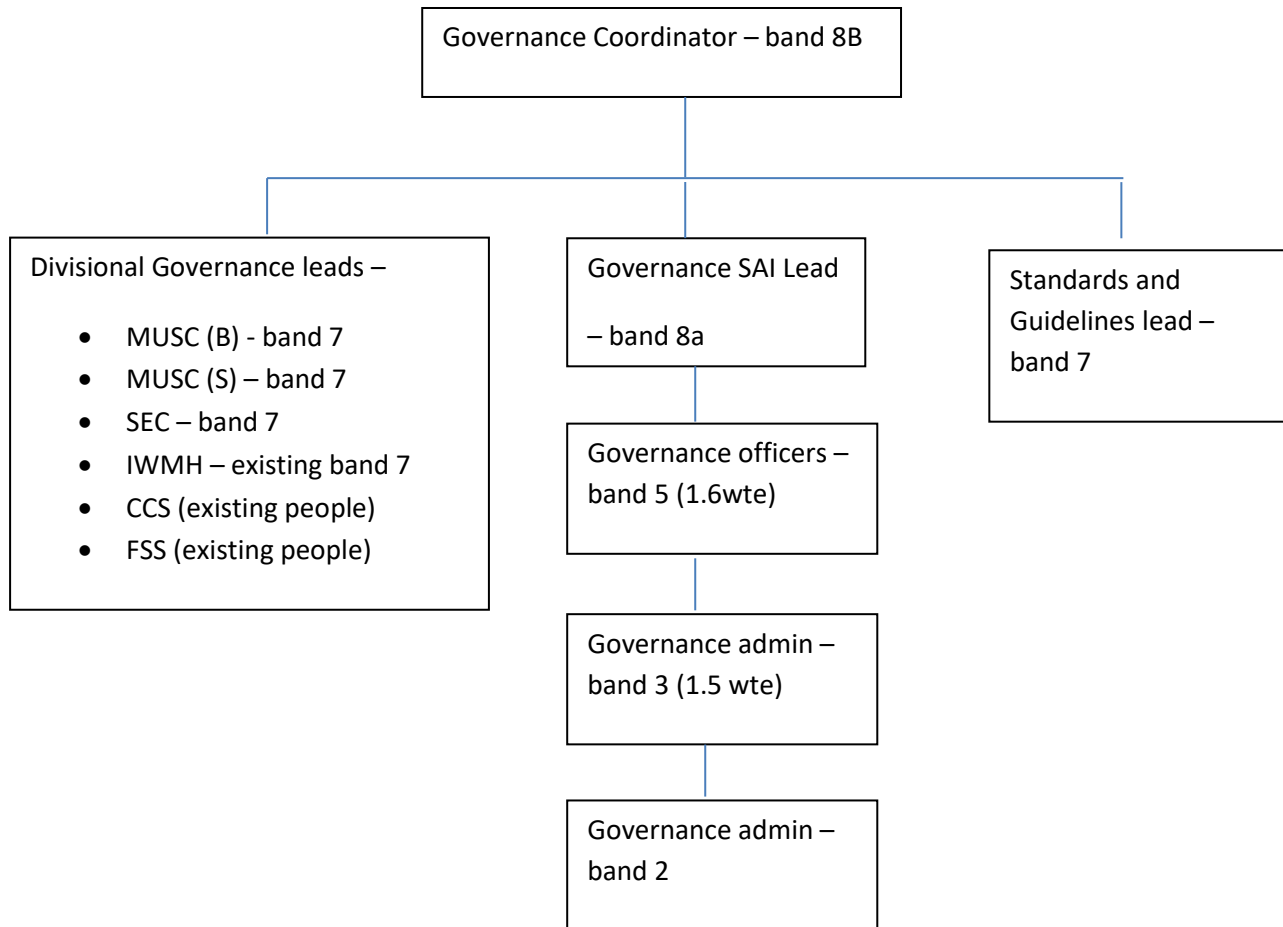 Governance Coordinator – band 8B
Divisional Governance leads –
• MUSC (B) - band 7
• MUSC (S) – band 7
• SEC – band 7
• IWMH – existing band 7
• CCS (existing people)
• FSS (existing people)
Governance SAI Lead
– band 8a
Standards and
Guidelines lead –
band 7
Governance officers –
band 5 (1.6wte)
Governance admin –
band 3 (1.5 wte)
Governance admin –
band 2